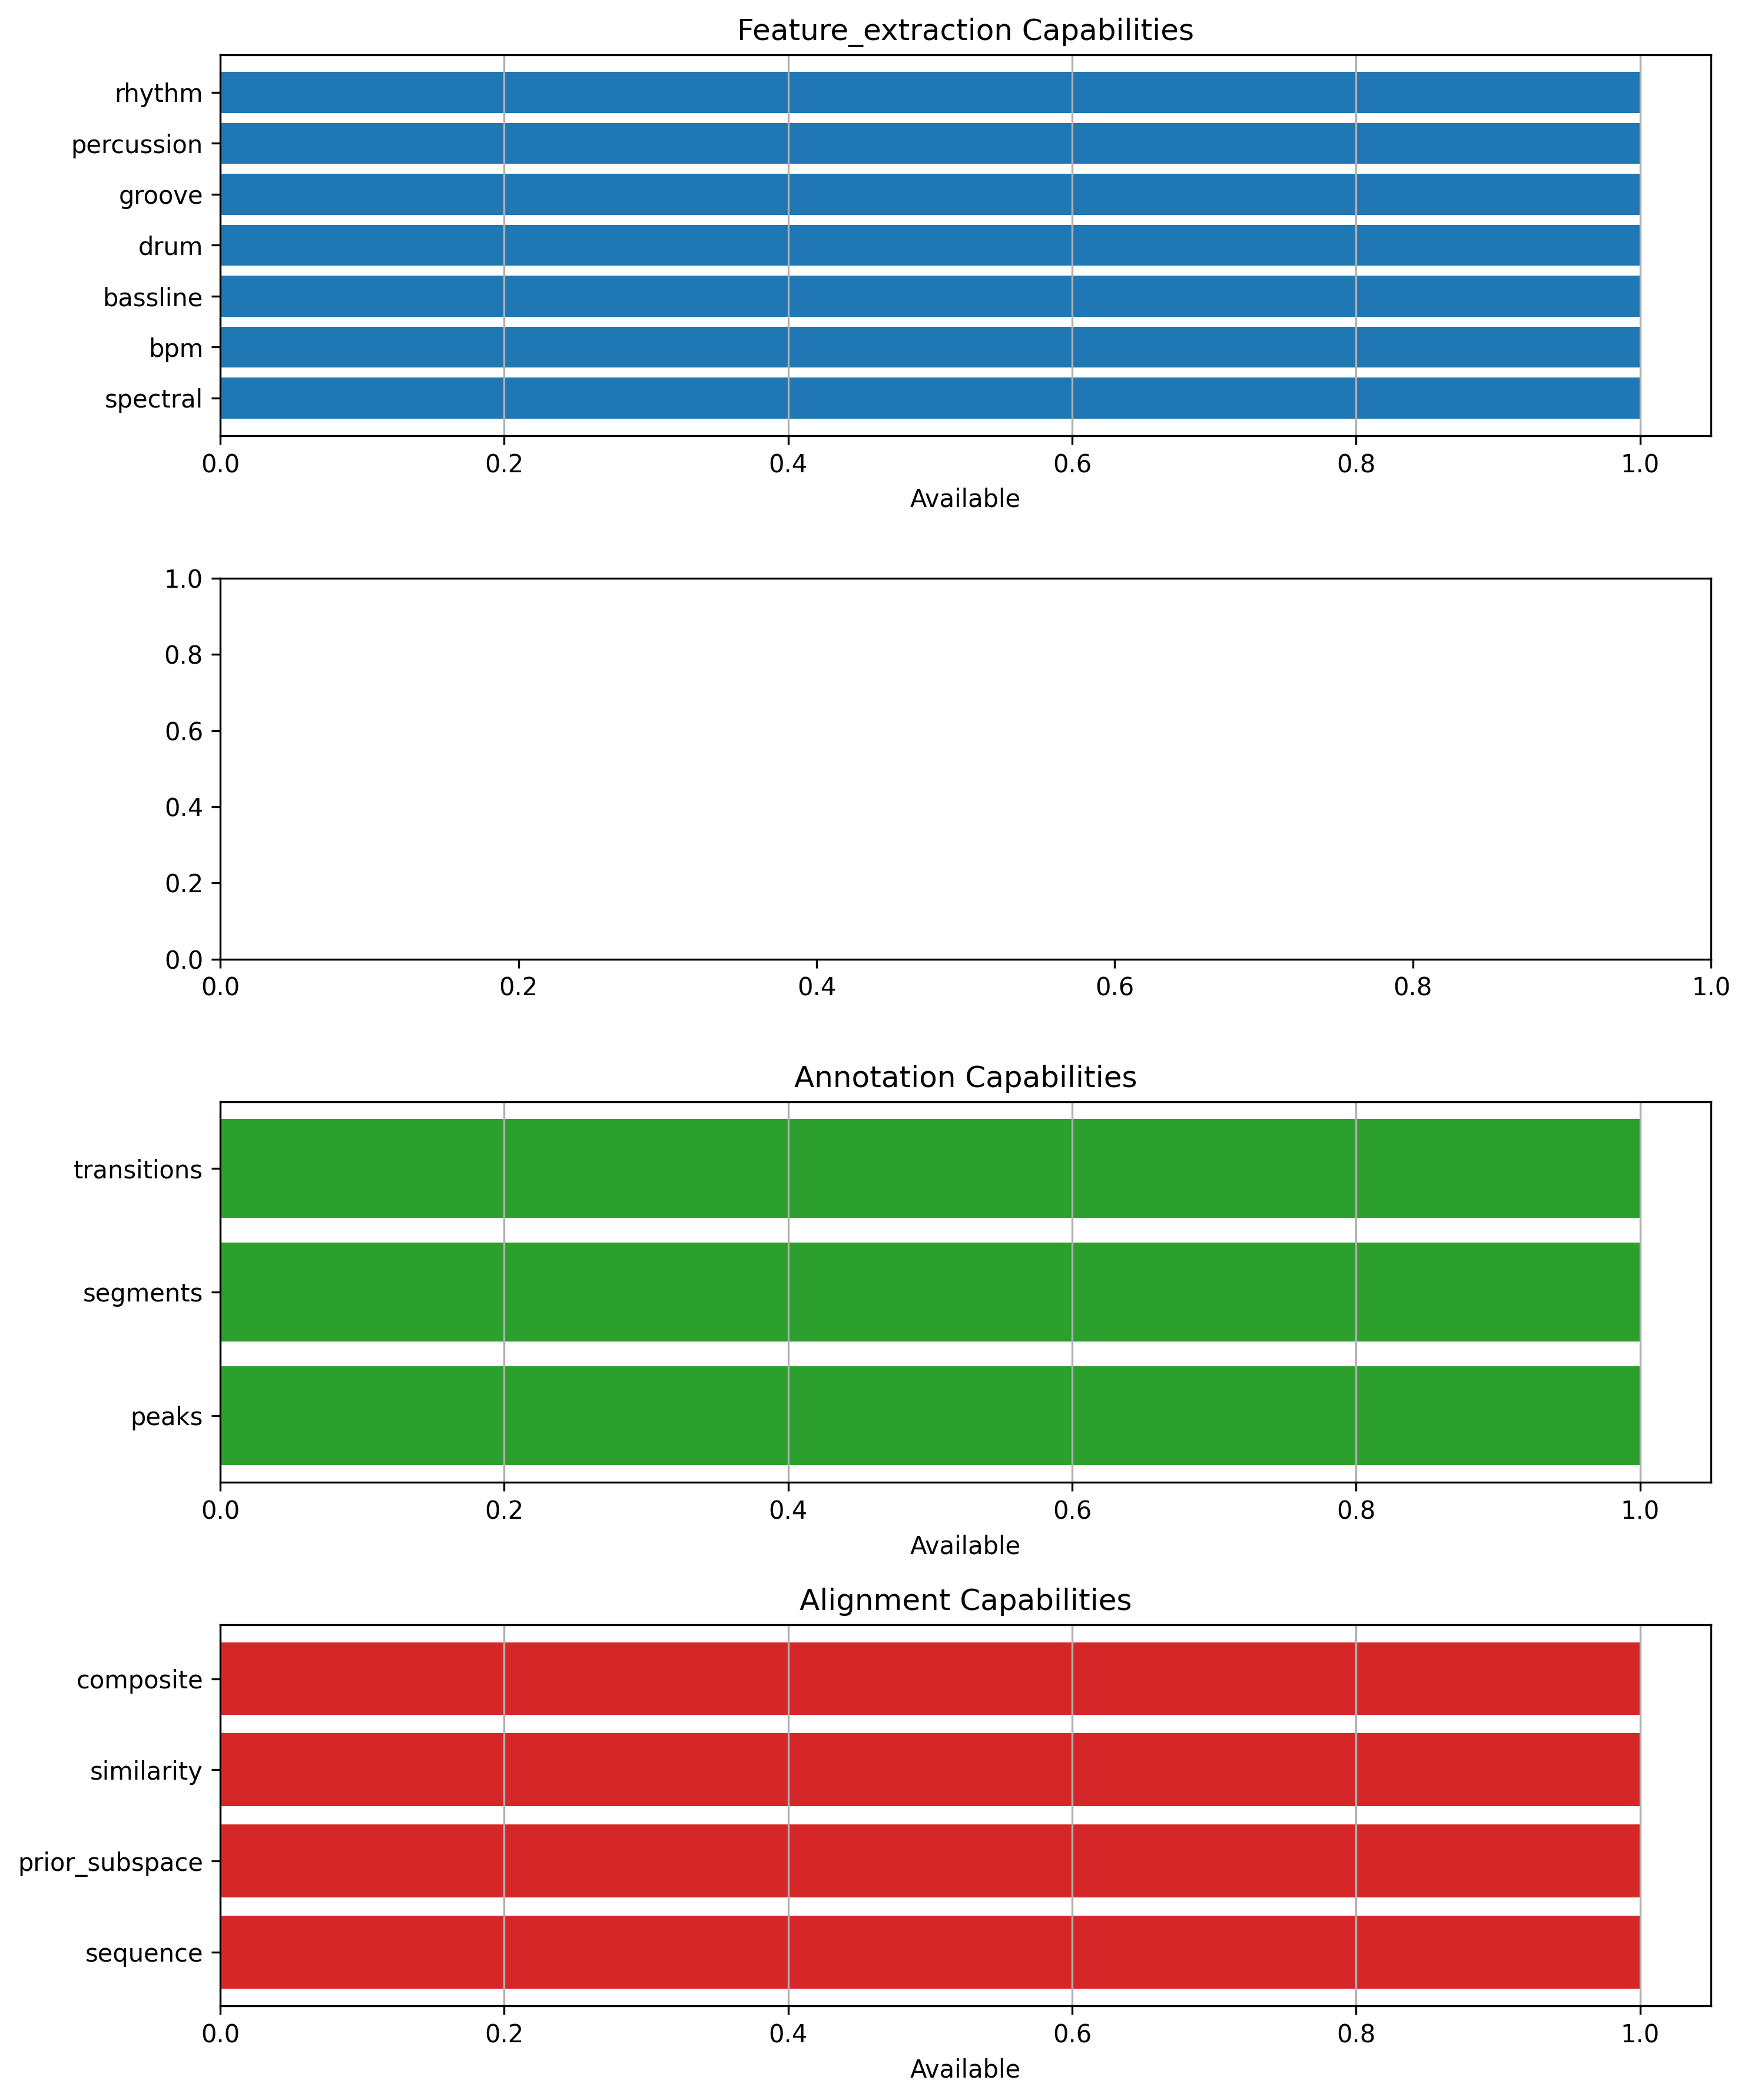 Feature_extraction Capabilities
rhythm
percussion
groove
drum
bassline
bpm
spectral
0.0 0.2 0.4 0.6 0.8 1.0
Available
1.0
0.8
0.6
0.4
0.2
0.0
0.0 0.2 0.4 0.6 0.8 1.0
Annotation Capabilities
transitions
segments
peaks
0.0 0.2 0.4 0.6 0.8 1.0
Available
Alignment Capabilities
composite
similarity
prior_subspace
sequence
0.0 0.2 0.4 0.6 0.8 1.0
Available